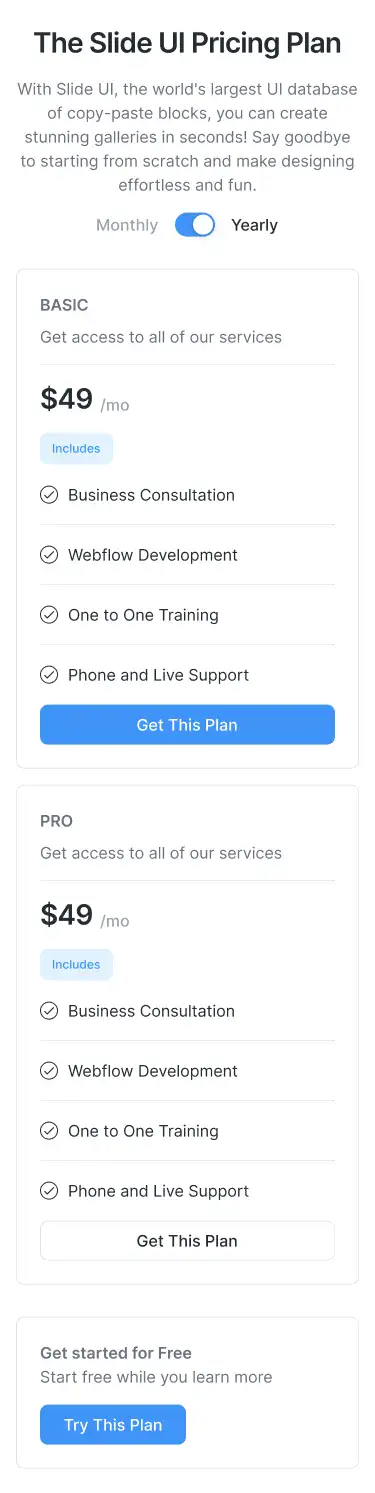 The Slide UI Pricing Plan
With Slide UI, the world's largest UI database
of copy-paste blocks, you can create
stunning galleries in seconds! Say goodbye
to starting from scratch and make designing
effortless and fun.
Monthly Yearly
BASIC
Get access to all of our services
$49 /mo
Includes
Business Consultation
Webflow Development
One to One Training
Phone and Live Support
Get This Plan
PRO
Get access to all of our services
$49 /mo
Includes
Business Consultation
Webflow Development
One to One Training
Phone and Live Support
Get This Plan
Get started for Free
Start free while you learn more
Try This Plan